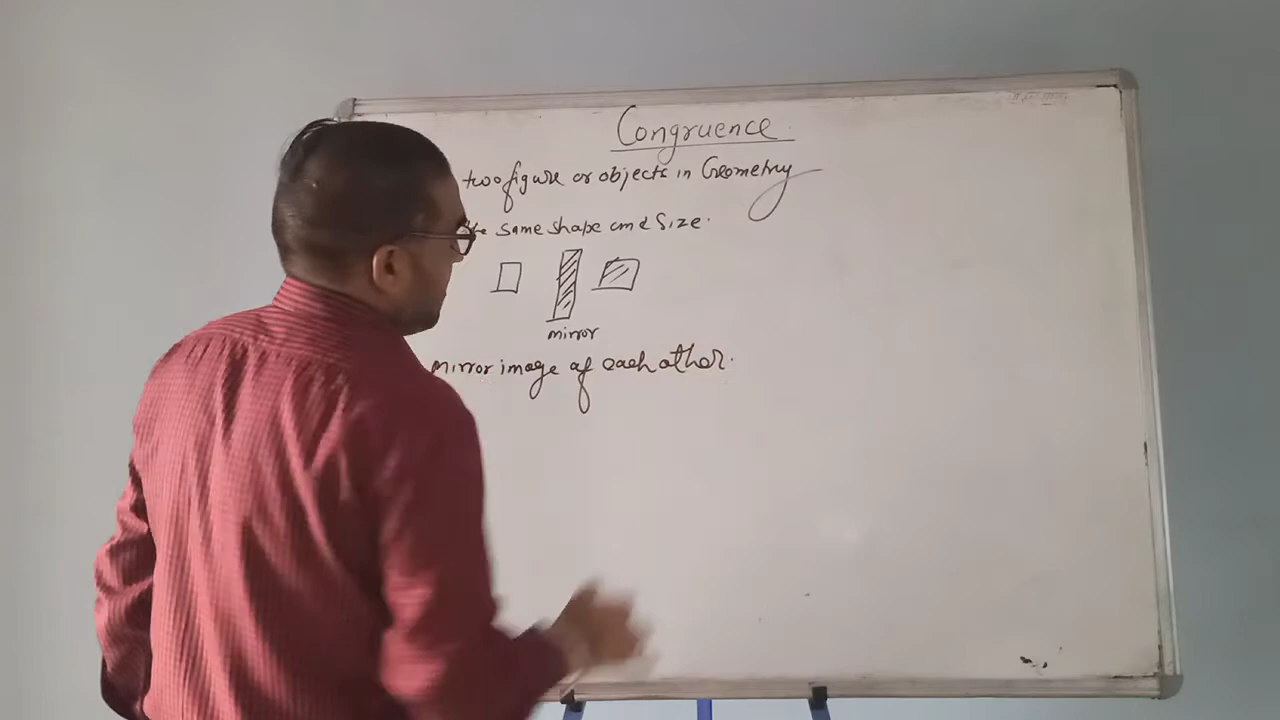 Congruence.
two figure or objects in Geometry
same shape and Size.
mirror
mirror image of each other.